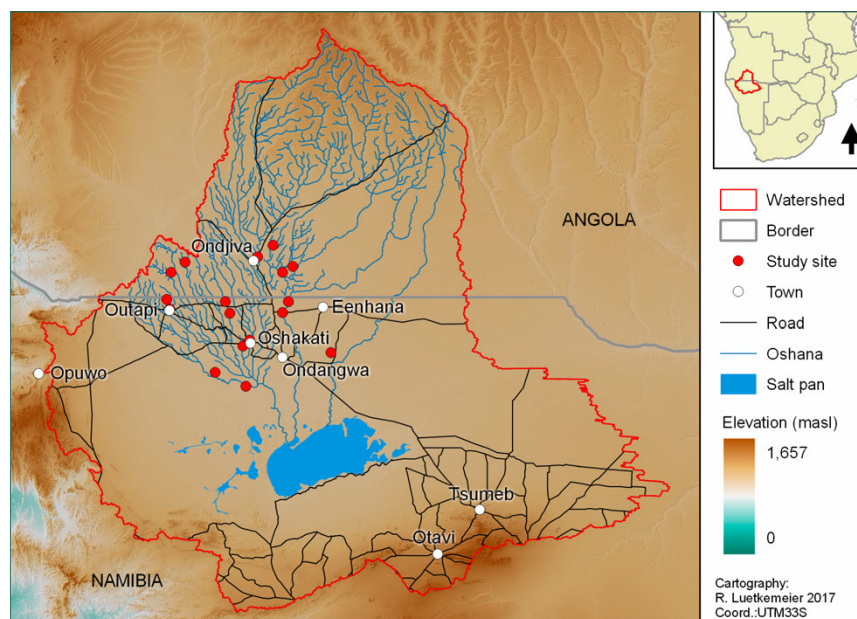 ANGOLA
Ondjiva
Outapi
Eenhana
Oshakati
Ondangwa
Opuwo
Tsumeb
Otavi
NAMIBIA
Watershed
Border
Study site
Town
Road
Oshana
Salt pan
Elevation (masl)
1,657
0
Cartography:
R. Luetkemeier 2017
Coord.:UTM33S